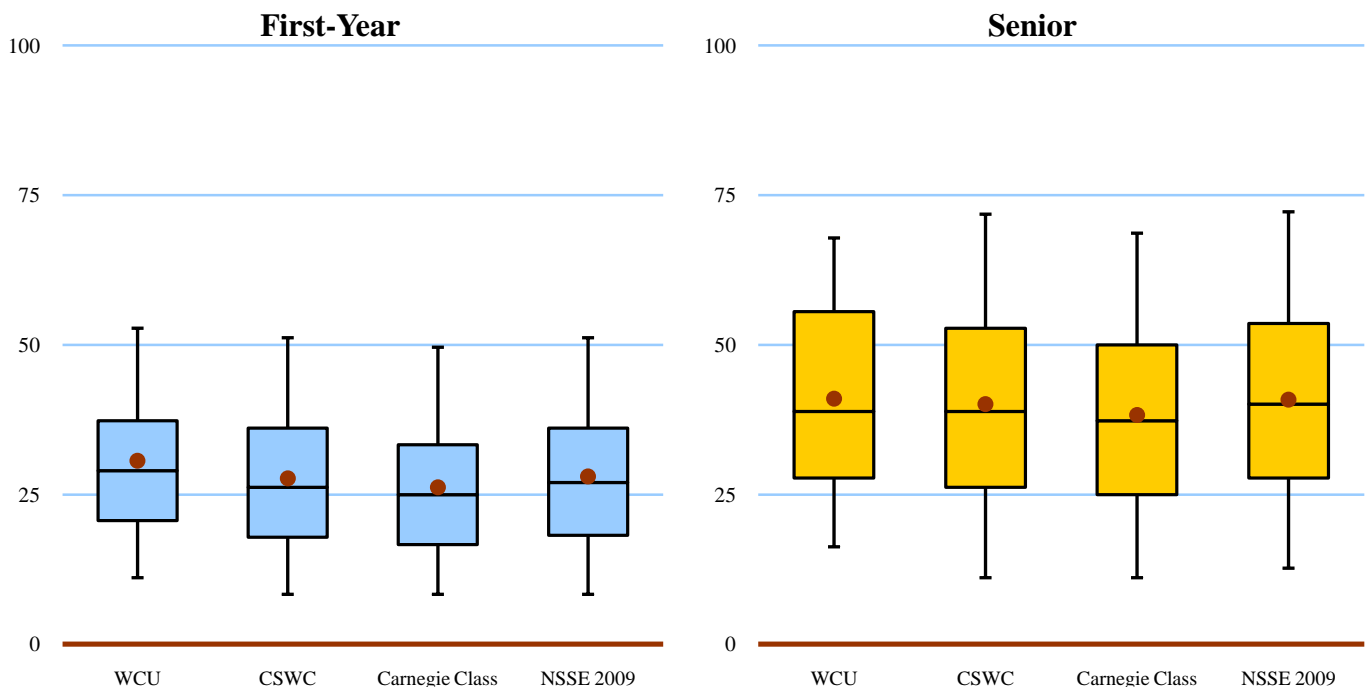 First-Year
100
75
50
25
0
WCU
CSWC
Carnegie Class
NSSE 2009
Senior
100
75
50
25
0
WCU
CSWC
Carnegie Class
NSSE 2009